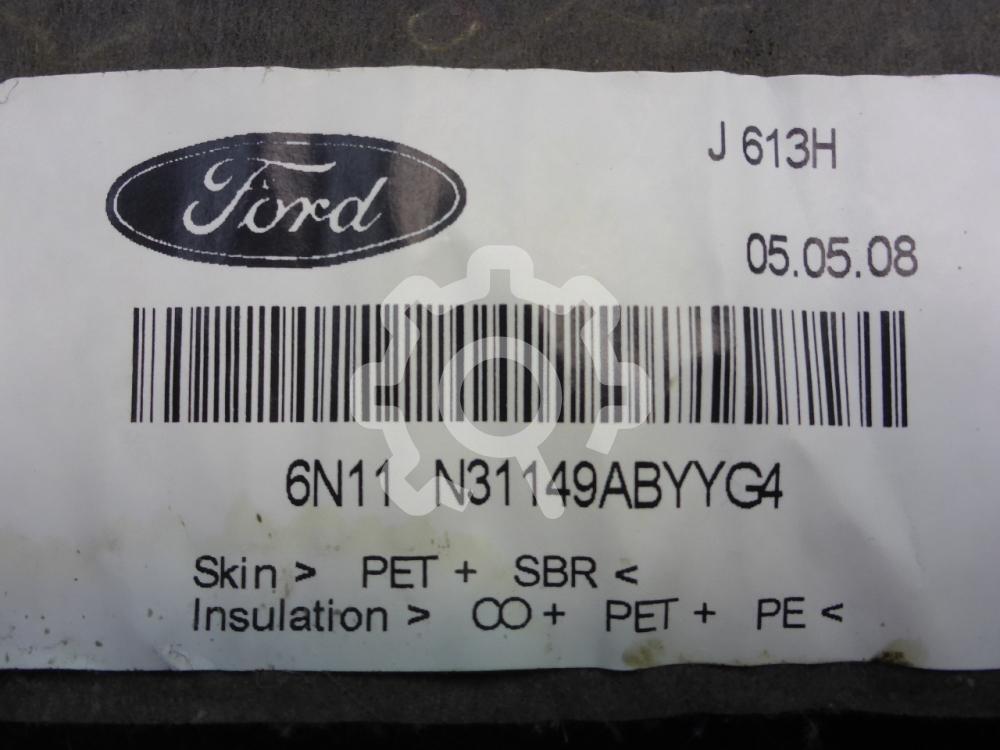 Ford
J 613H
05.05.08
6N11 N31149ABYYG4
Skin > PET + SBR <
Insulation > CO + PET + PE <